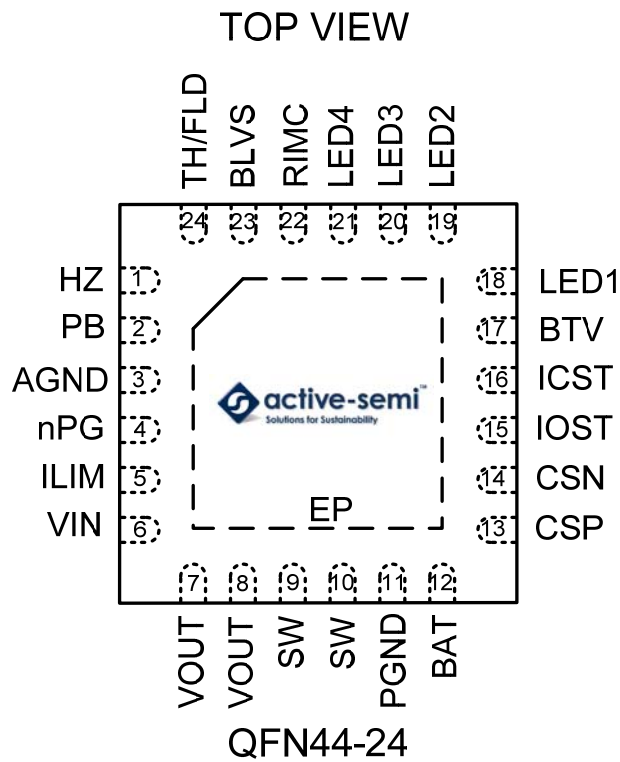 TOP VIEW
TH/FLD
BLVS
RIMC
LED4
LED3
LED2
24
23
22
21
20
19
HZ
1
PB
2
AGND
3
nPG
4
ILIM
5
VIN
6
18
LED1
17
BTV
16
ICST
15
IOST
14
CSN
13
CSP
active-semi™
Solutions for Sustainability
EP
7
8
9
10
11
12
VOUT
VOUT
SW
SW
PGND
BAT
QFN44-24